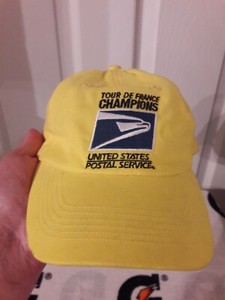 TOUR DE FRANCE
CHAMPIONS
UNITED STATES
POSTAL SERVICE®
G